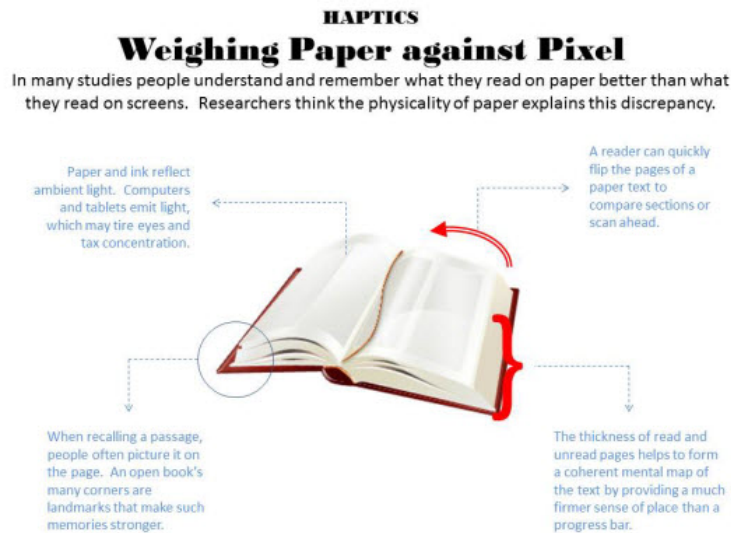 HAPTICS
Weighing Paper against Pixel
In many studies people understand and remember what they read on paper better than what
they read on screens. Researchers think the physicality of paper explains this discrepancy.
Paper and ink reflect
ambient light. Computers
and tablets emit light,
which may tire eyes and
tax concentration.
A reader can quickly
flip the pages of a
paper text to
compare sections or
scan ahead.
When recalling a passage,
people often picture it on
the page. An open book's
many corners are
landmarks that make such
memories stronger.
The thickness of read and
unread pages helps to form
a coherent mental map of
the text by providing a much
firmer sense of place than a
progress bar.